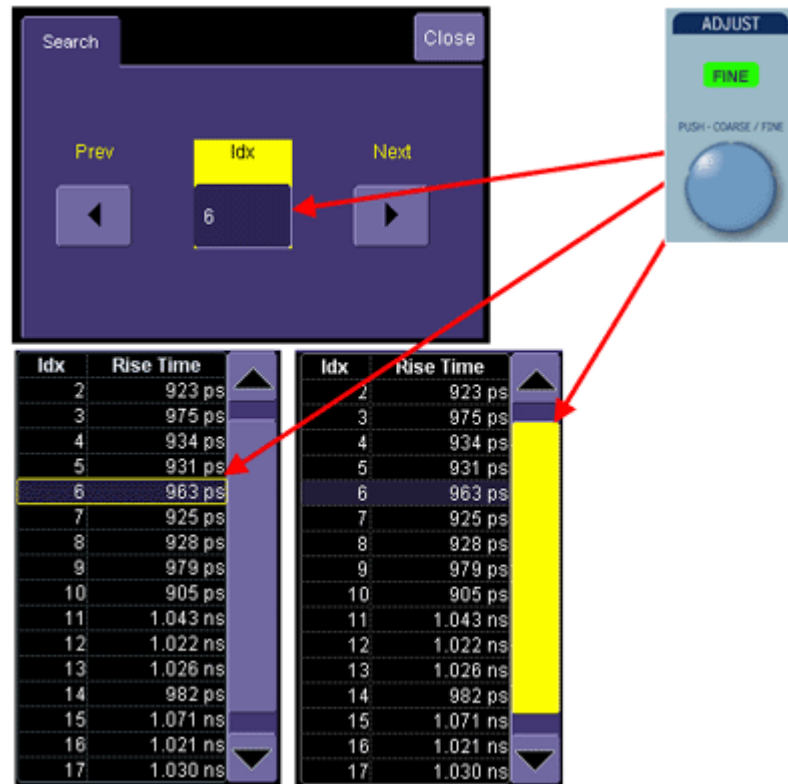 Search
Close
Prev
Idx
Next
6
ADJUST
FINE
PUSH - COARSE / FINE
Idx Rise Time
2 923 ps
3 975 ps
4 934 ps
5 931 ps
6 963 ps
7 925 ps
8 928 ps
9 979 ps
10 905 ps
11 1.043 ns
12 1.022 ns
13 1.026 ns
14 982 ps
15 1.071 ns
16 1.021 ns
17 1.030 ns
Idx Rise Time
2 923 ps
3 975 ps
4 934 ps
5 931 ps
6 963 ps
7 925 ps
8 928 ps
9 979 ps
10 905 ps
11 1.043 ns
12 1.022 ns
13 1.026 ns
14 982 ps
15 1.071 ns
16 1.021 ns
17 1.030 ns